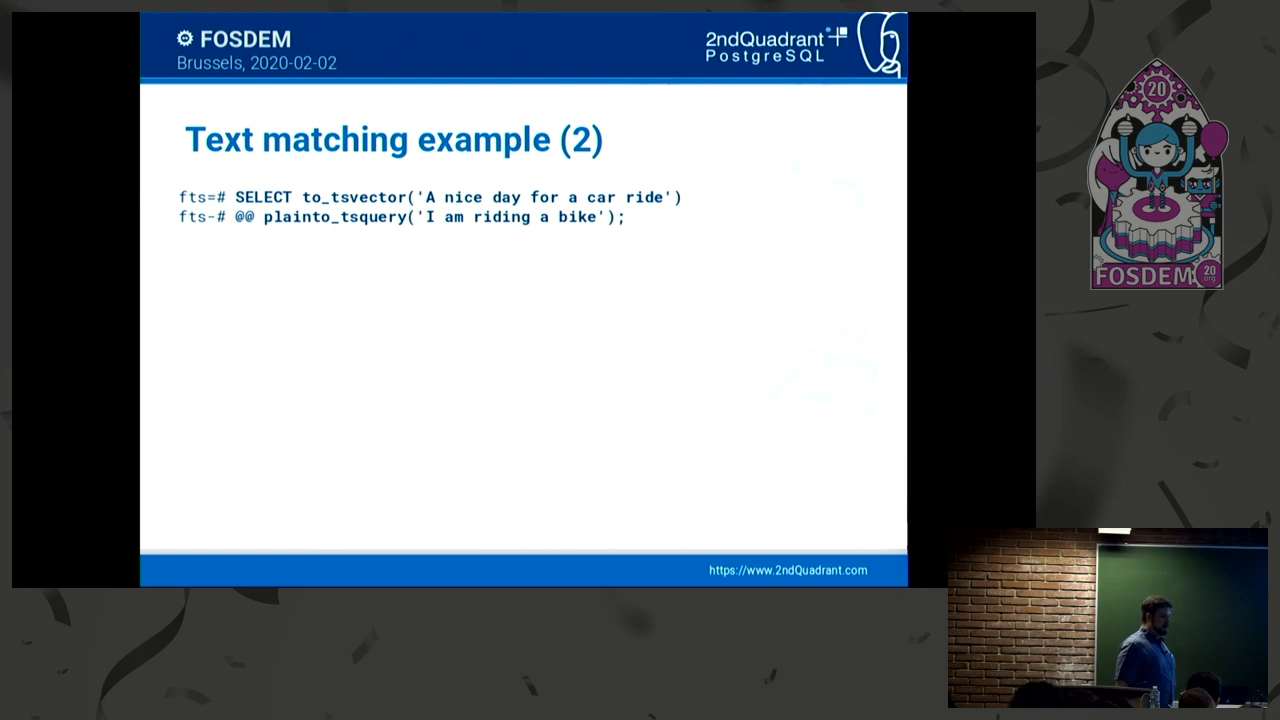 FOSDEM
Brussels, 2020-02-02
2ndQuadrant
PostgreSQL
Text matching example (2)
fts=# SELECT to_tsvector('A nice day for a car ride')
fts-# @@ plainto_tsquery('I am riding a bike');
https://www.2ndQuadrant.com
20
FOSDEM
20
.org